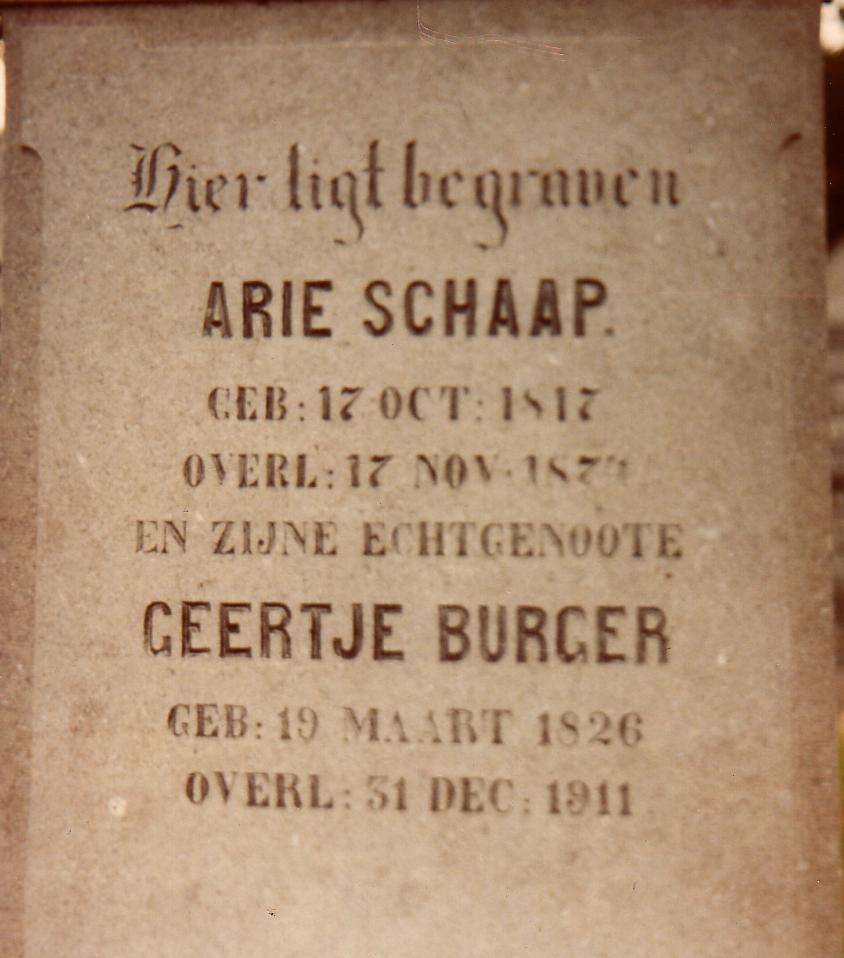 Hier ligt begraven
ARIE SCHAAP.
GEB: 17 OCT: 1817
OVERL: 17 NOV:
EN ZIJNE ECHTGENOOTE
GEERTJE BURGER
GEB: 19 MAART 1826
OVERL: 31 DEC: 1911